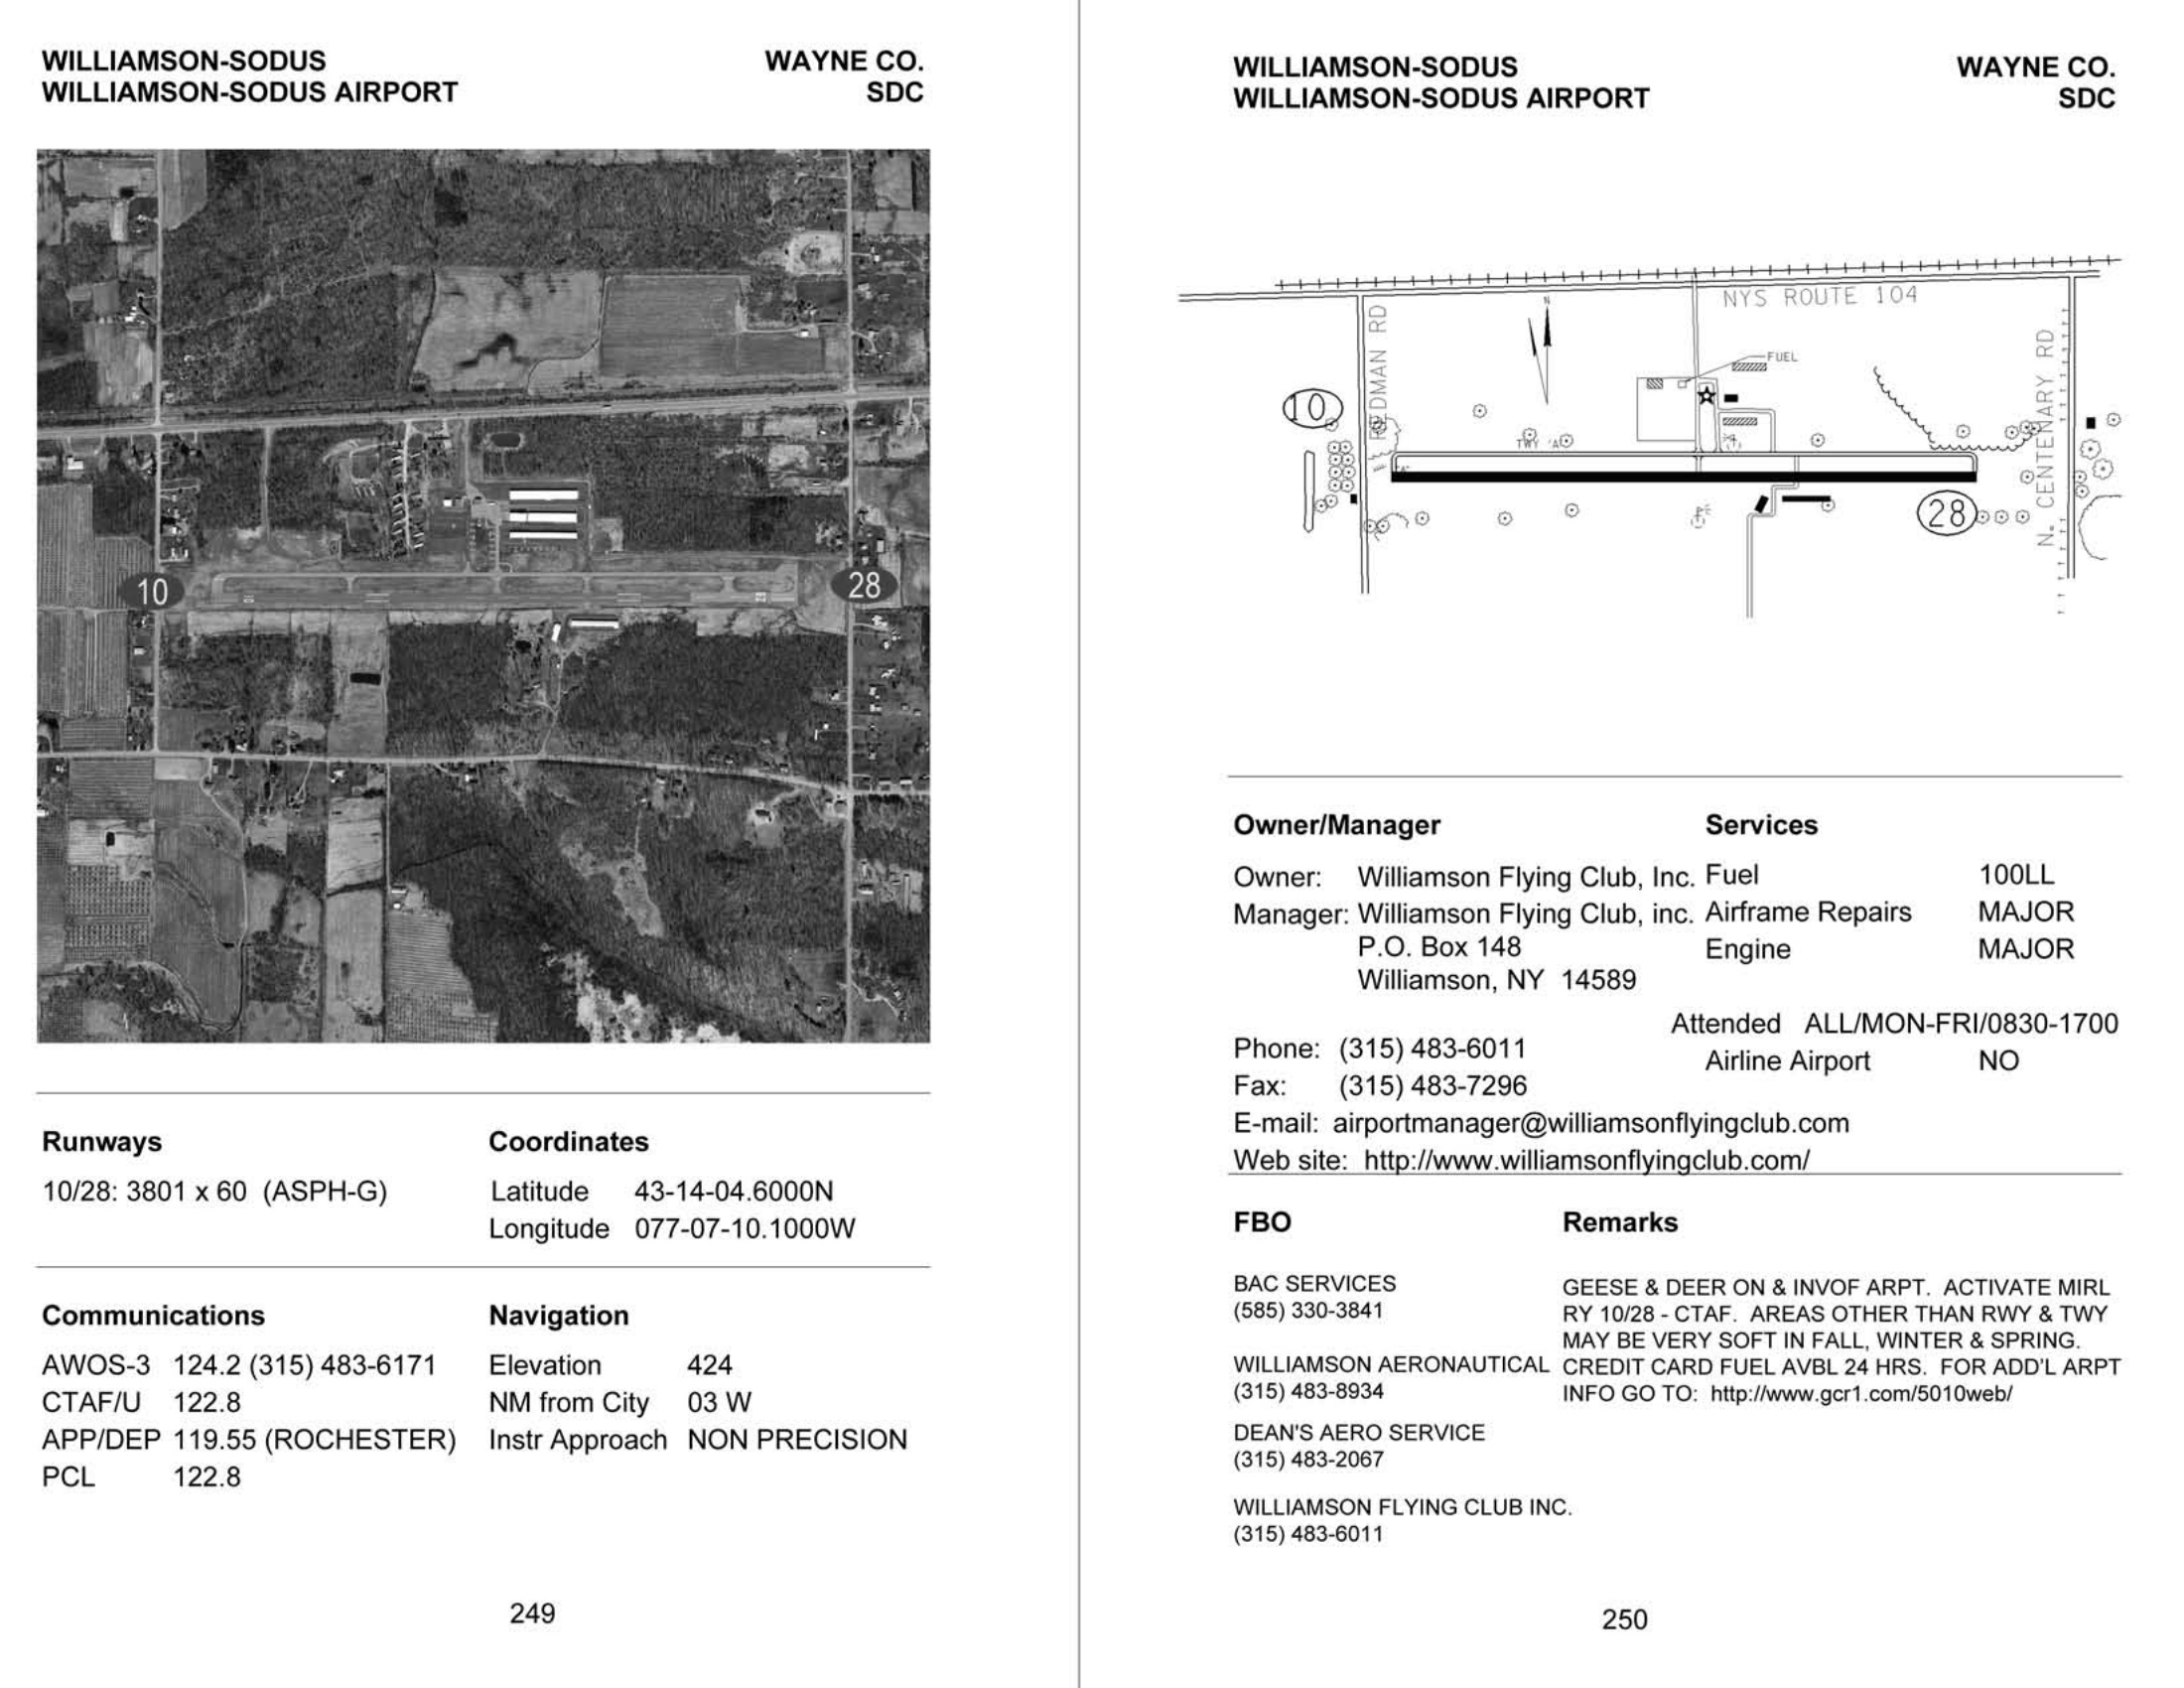 WILLIAMSON-SODUS
WAYNE CO.
WILLIAMSON-SODUS AIRPORT
SDC
10
28
Runways
10/28: 3801 x 60 (ASPH-G)
Coordinates
Latitude 43-14-04.6000N
Longitude 077-07-10.1000W
Communications
AWOS-3 124.2 (315) 483-6171
CTAF/U 122.8
APP/DEP 119.55 (ROCHESTER)
PCL 122.8
Navigation
Elevation 424
NM from City 03 W
Instr Approach NON PRECISION
249
WILLIAMSON-SODUS
WAYNE CO.
WILLIAMSON-SODUS AIRPORT
SDC
NYS ROUTE 104
N
REDMAN RD
FUEL
N. CENTENARY RD
10
TWY 'A'
28
Owner/Manager
Owner: Williamson Flying Club, Inc.
Manager: Williamson Flying Club, inc.
P.O. Box 148
Williamson, NY 14589
Phone: (315) 483-6011
Fax: (315) 483-7296
E-mail: airportmanager@williamsonflyingclub.com
Web site: http://www.williamsonflyingclub.com/
Services
Fuel 100LL
Airframe Repairs MAJOR
Engine MAJOR
Attended ALL/MON-FRI/0830-1700
Airline Airport NO
FBO
BAC SERVICES
(585) 330-3841
WILLIAMSON AERONAUTICAL
(315) 483-8934
DEAN'S AERO SERVICE
(315) 483-2067
WILLIAMSON FLYING CLUB INC.
(315) 483-6011
Remarks
GEESE & DEER ON & INVOF ARPT. ACTIVATE MIRL
RY 10/28 - CTAF. AREAS OTHER THAN RWY & TWY
MAY BE VERY SOFT IN FALL, WINTER & SPRING.
CREDIT CARD FUEL AVBL 24 HRS. FOR ADD'L ARPT
INFO GO TO: http://www.gcr1.com/5010web/
250